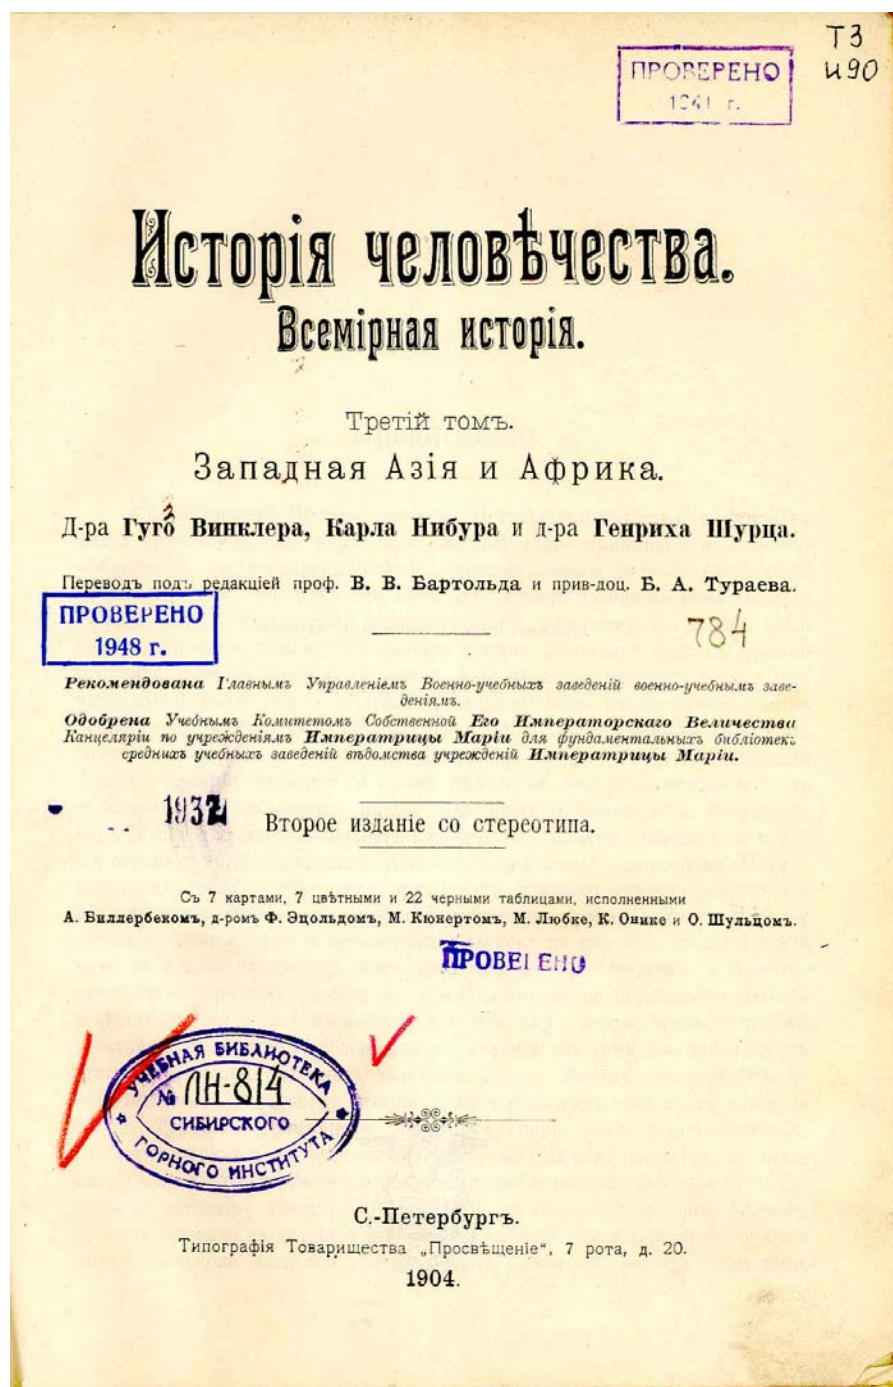 Т3
и90
ПРОВЕРЕНО
1941 г.
Исторія человѣчества.
Всемірная исторія.
Третій томъ.
Западная Азія и Африка.
Д-ра Гуго Винклера, Карла Нибура и д-ра Генриха Шурца.
Переводъ подъ редакціей проф. В. В. Бартольда и прив-доц. Б. А. Тураева.
ПРОВЕРЕНО
1948 г.
784
Рекомендована Главнымъ Управленіемъ Военно-учебныхъ заведеній военно-учебнымъ заве-
деніямъ.
Одобрена Учебнымъ Комитетомъ Собственной Его Императорскаго Величества
Канцеляріи по учрежденіямъ Императрицы Маріи для фундаментальныхъ библіотекъ
среднихъ учебныхъ заведеній вѣдомства учрежденій Императрицы Маріи.
Второе изданіе со стереотипа.
Съ 7 картами, 7 цвѣтными и 22 черными таблицами, исполненными
А. Биллербекомъ, д-ромъ Ф. Эцольдомъ, М. Кюнертомъ, М. Любке, К. Онике и О. Шульцомъ.
ПРОВЕРЕНО
УЧЕБНАЯ БИБЛИОТЕКА
№ ЛН-814
СИБИРСКОГО
ГОРНОГО ИНСТИТУТА
С.-Петербургъ.
Типографія Товарищества „Просвѣщеніе“, 7 рота, д. 20.
1904.